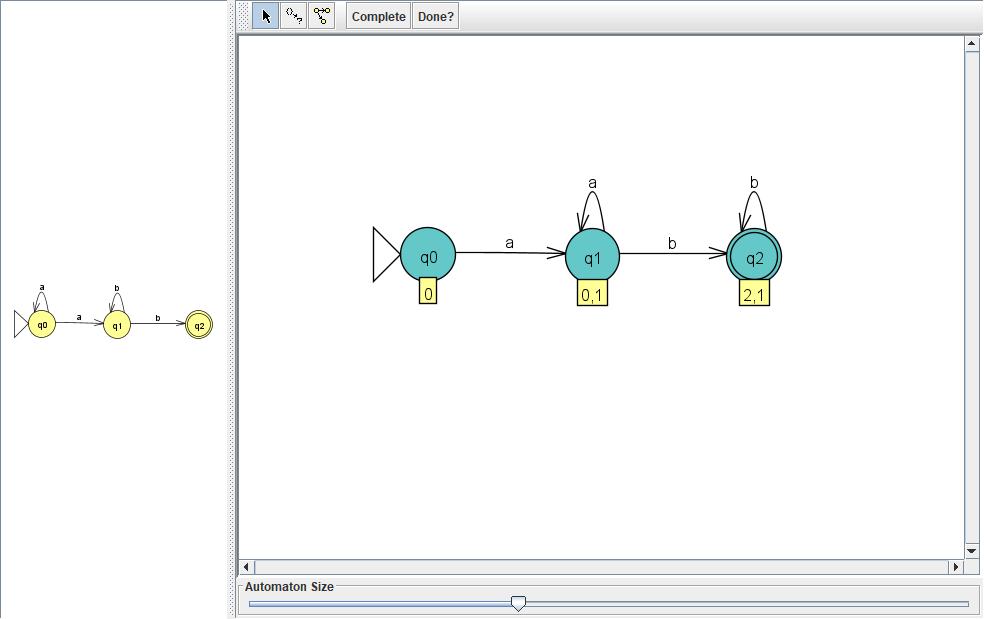 Complete Done?
a b
a b
q0 q1 q2
a b
a b
q0 q1 q2
0 0,1 2,1
Automaton Size